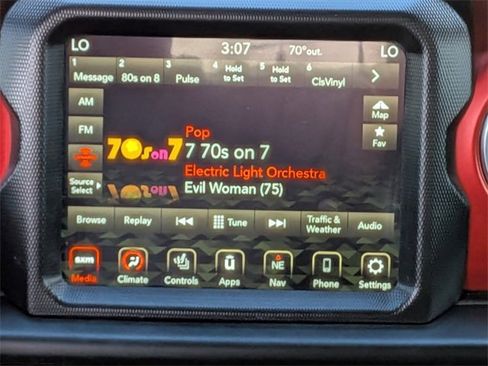 LO 3:07 70°out. LO
1 2 3 4 5 6
Message 80s on 8 Pulse Hold to Set Hold to Set ClsVinyl
AM
Map
FM
Fav
70s on 7
Pop
7 70s on 7
Electric Light Orchestra
Evil Woman (75)
Source Select
Browse Replay Tune Traffic & Weather Audio
sxm NE
Media Climate Controls Apps Nav Phone Settings